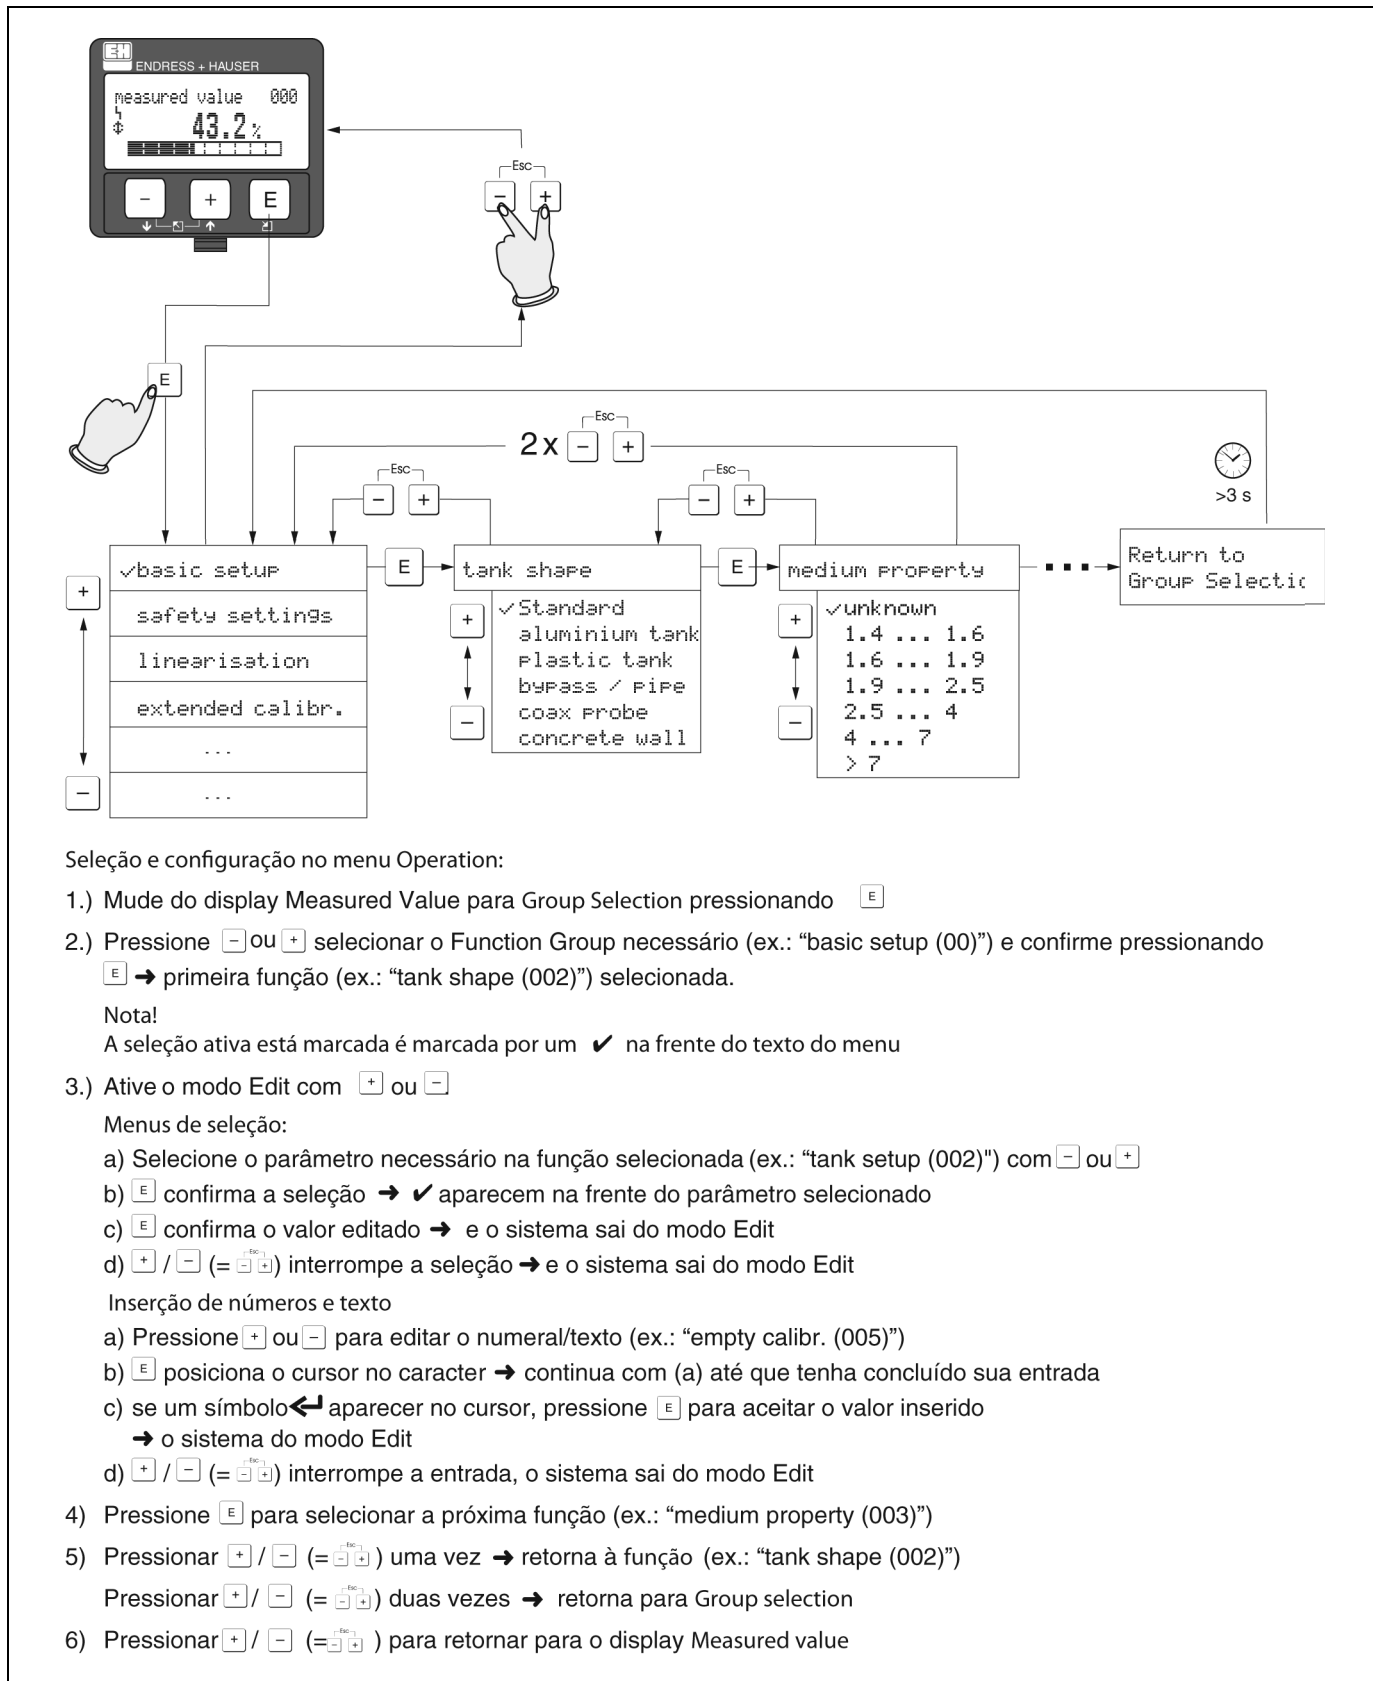 EH
ENDRESS + HAUSER
measured value 000
43.2 %
- + E
Esc
- +
E
Esc
2 x - +
Esc
- +
Esc
- +
>3 s
✓basic setup
E
tank shape
E
medium property
...
Return to
Group Selectio
+
safety settings
linearisation
extended calibr.
...
...
-
+
✓Standard
aluminium tank
plastic tank
bypass / pipe
coax probe
concrete wall
-
+
✓unknown
1.4 ... 1.6
1.6 ... 1.9
1.9 ... 2.5
2.5 ... 4
4 ... 7
> 7
-
Seleção e configuração no menu Operation:
1.) Mude do display Measured Value para Group Selection pressionando E
2.) Pressione - ou + selecionar o Function Group necessário (ex.: “basic setup (00)”) e confirme pressionando
E ➜ primeira função (ex.: “tank shape (002)”) selecionada.
Nota!
A seleção ativa está marcada é marcada por um ✔ na frente do texto do menu
3.) Ative o modo Edit com + ou -.
Menus de seleção:
a) Selecione o parâmetro necessário na função selecionada (ex.: “tank setup (002)") com - ou +
b) E confirma a seleção ➜ ✔ aparecem na frente do parâmetro selecionado
c) E confirma o valor editado ➜ e o sistema sai do modo Edit
d) + / - (= Esc - +) interrompe a seleção ➜ e o sistema sai do modo Edit
Inserção de números e texto
a) Pressione + ou - para editar o numeral/texto (ex.: “empty calibr. (005)”)
b) E posiciona o cursor no caracter ➜ continua com (a) até que tenha concluído sua entrada
c) se um símbolo ↵ aparecer no cursor, pressione E para aceitar o valor inserido
➜ o sistema do modo Edit
d) + / - (= Esc - +) interrompe a entrada, o sistema sai do modo Edit
4) Pressione E para selecionar a próxima função (ex.: “medium property (003)”)
5) Pressionar + / - (= Esc - + ) uma vez ➜ retorna à função (ex.: “tank shape (002)”)
Pressionar + / - (= Esc - +) duas vezes ➜ retorna para Group selection
6) Pressionar + / - (= Esc - + ) para retornar para o display Measured value